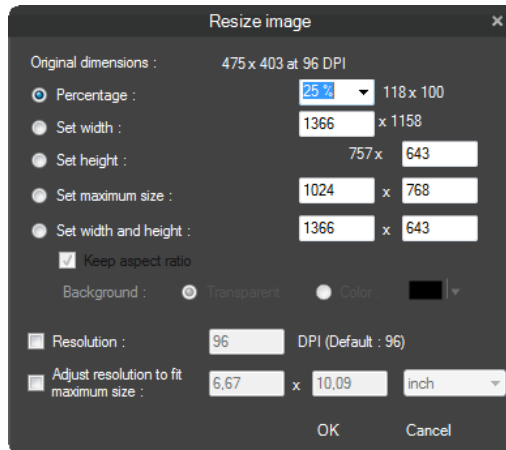 Resize image
Original dimensions : 475 x 403 at 96 DPI
Percentage : 25 % 118 x 100
Set width : 1366 x 1158
Set height : 757 x 643
Set maximum size : 1024 x 768
Set width and height : 1366 x 643
Keep aspect ratio
Background : Transparent Color :
Resolution : 96 DPI (Default : 96)
Adjust resolution to fit
maximum size : 6,67 x 10,09 inch
OK Cancel